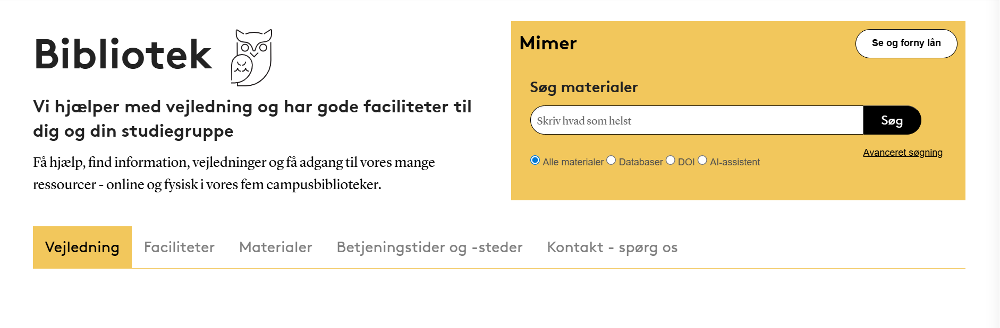 Bibliotek
Vi hjælper med vejledning og har gode faciliteter til
dig og din studiegruppe
Få hjælp, find information, vejledninger og få adgang til vores mange
ressourcer - online og fysisk i vores fem campusbiblioteker.
Mimer
Se og forny lån
Søg materialer
Skriv hvad som helst
Søg
Avanceret søgning
Alle materialer Databaser DOI AI-assistent
Vejledning Faciliteter Materialer Betjeningstider og -steder Kontakt - spørg os